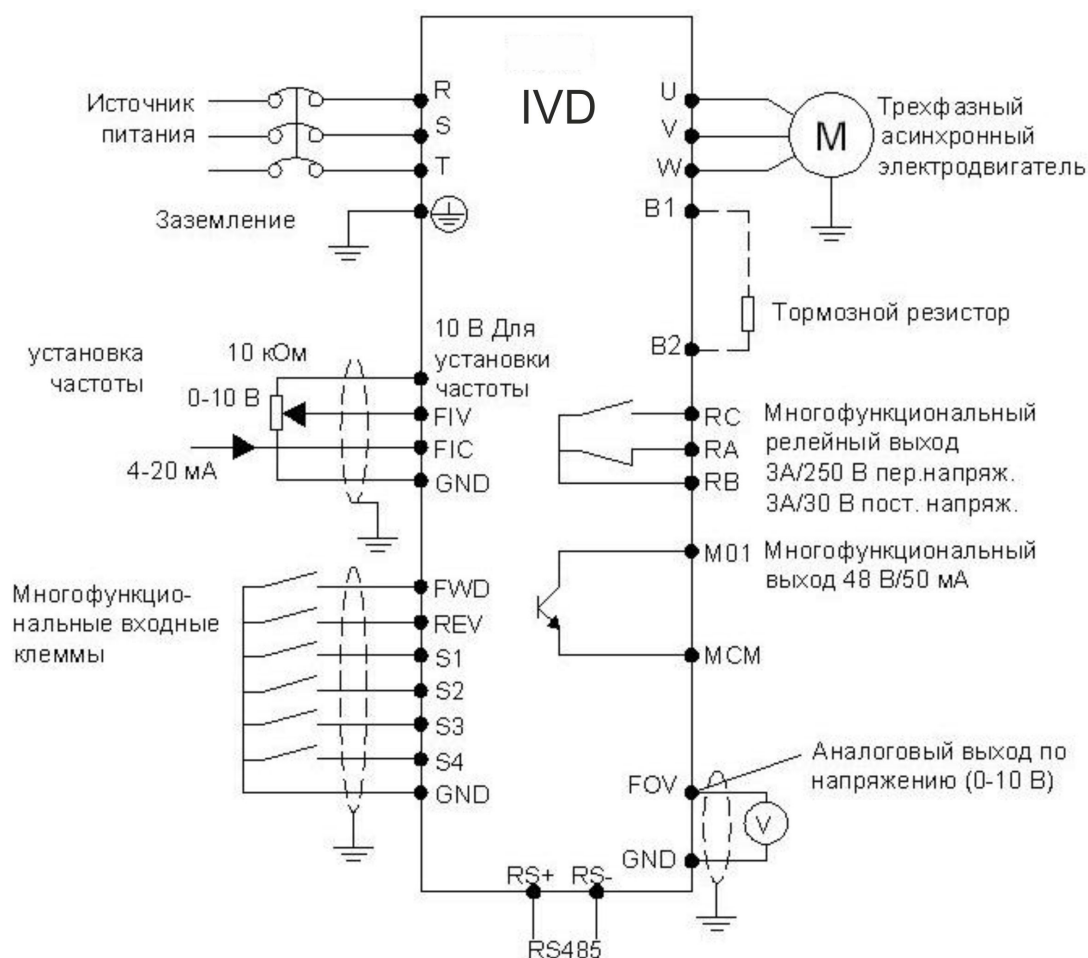 IVD
Источник
питания
R
S
T
Заземление
U
V
W
M
Трехфазный
асинхронный
электродвигатель
B1
B2
Тормозной резистор
установка
частоты
10 кОм
0-10 В
4-20 мА
10 В Для
установки
частоты
FIV
FIC
GND
RC
RA
RB
Многофункциональный
релейный выход
3А/250 В пер.напряж.
3А/30 В пост. напряж.
M01
MCM
Многофункциональный
выход 48 В/50 мА
Многофункцио-
нальные входные
клеммы
FWD
REV
S1
S2
S3
S4
GND
Аналоговый выход по
напряжению (0-10 В)
FOV
V
GND
RS+ RS-
RS485